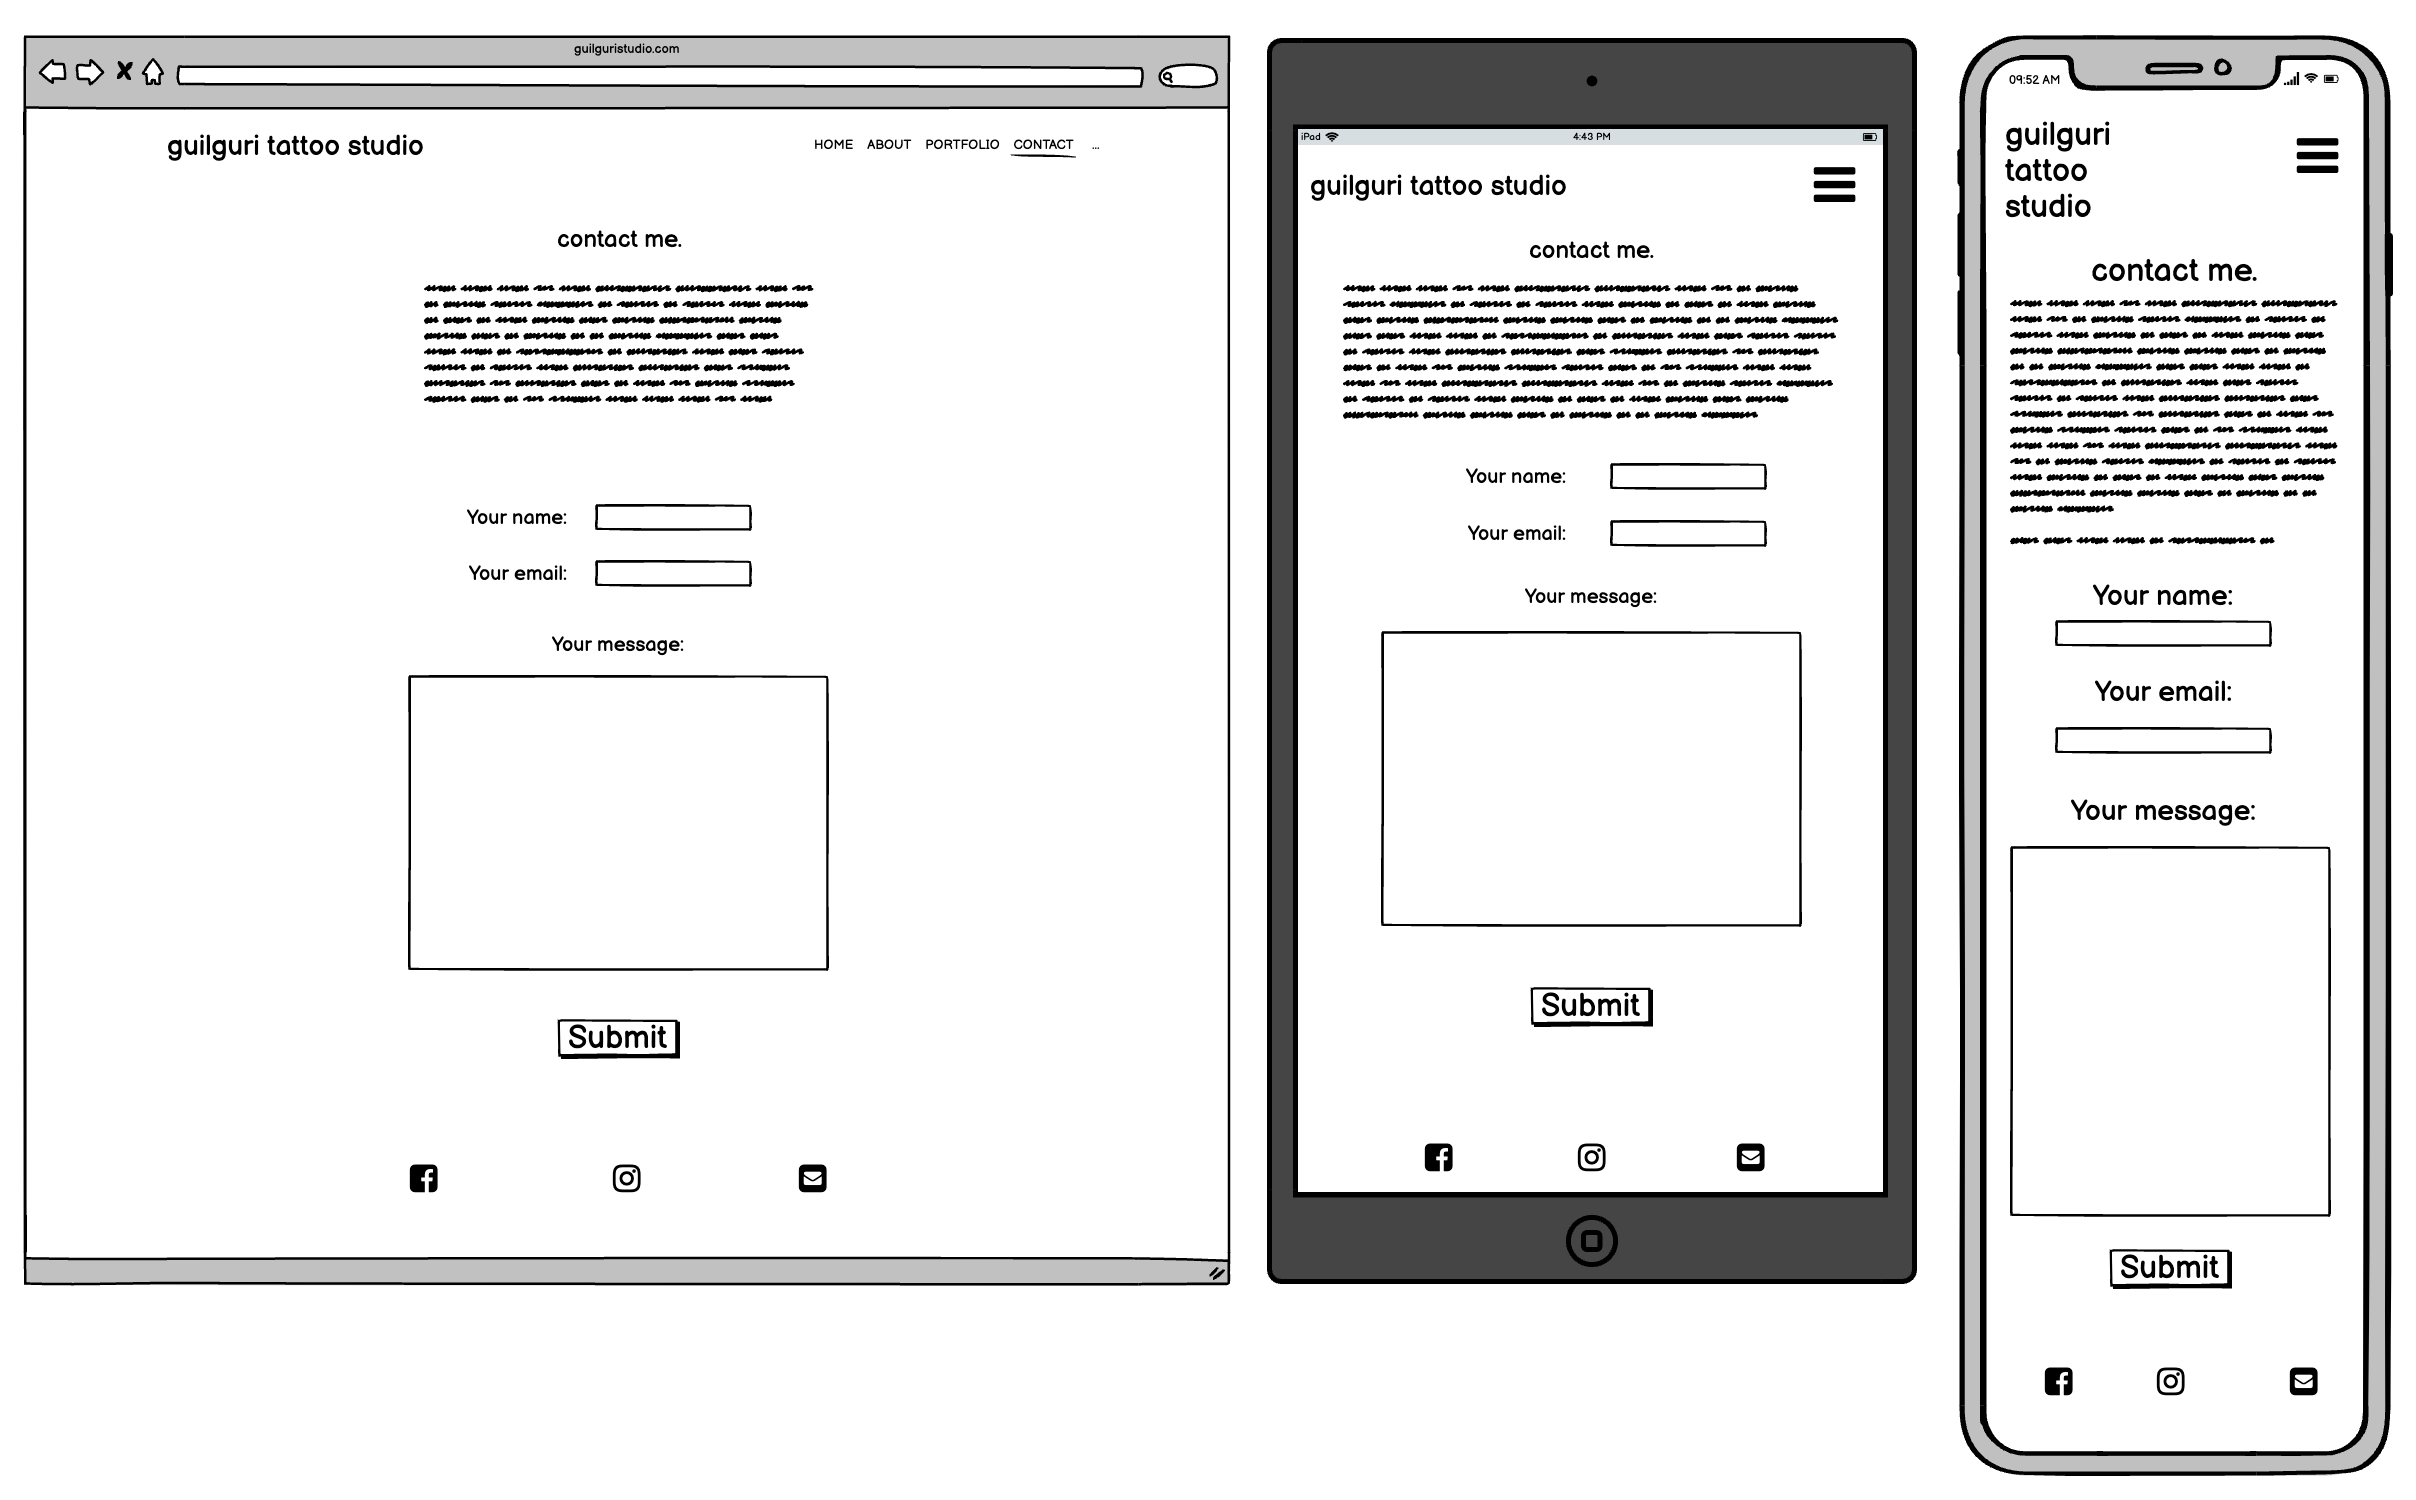 guilguristudio.com
guilguri tattoo studio
HOME ABOUT PORTFOLIO CONTACT ...
contact me.
Your name:
Your email:
Your message:
Submit
iPad 4:43 PM
guilguri tattoo studio
contact me.
Your name:
Your email:
Your message:
Submit
09:52 AM
guilguri
tattoo
studio
contact me.
Your name:
Your email:
Your message:
Submit